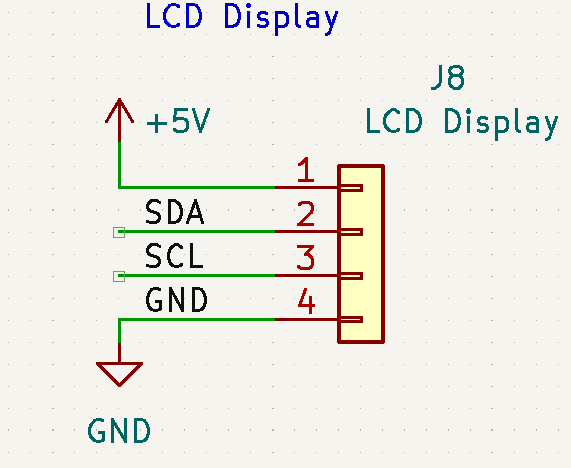 LCD Display
J8
+5V
LCD Display
1
SDA
2
SCL
3
GND
4
GND